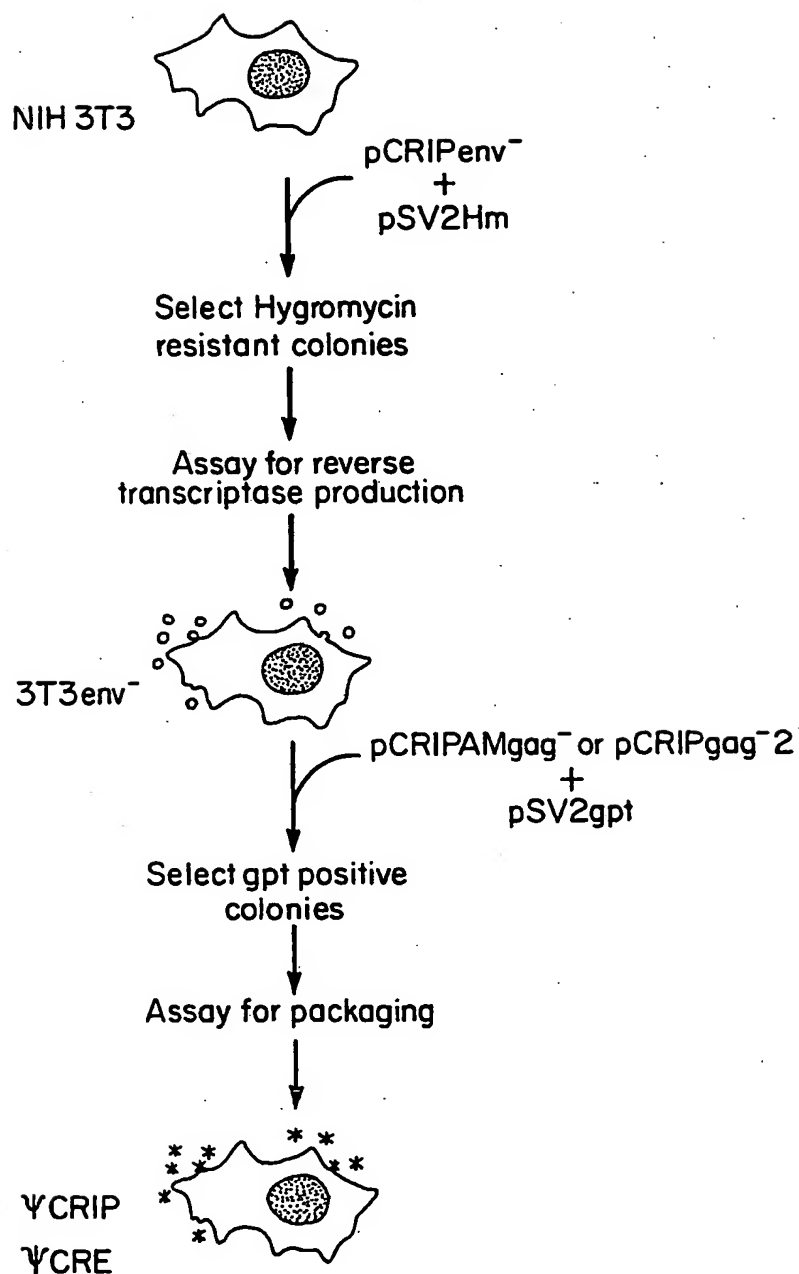 NIH 3T3
pCRIPenv⁻
+
pSV2Hm
Select Hygromycin
resistant colonies
Assay for reverse
transcriptase production
3T3env⁻
pCRIPAMgag⁻ or pCRIPgag⁻2
+
pSV2gpt
Select gpt positive
colonies
Assay for packaging
ΨCRIP
ΨCRE